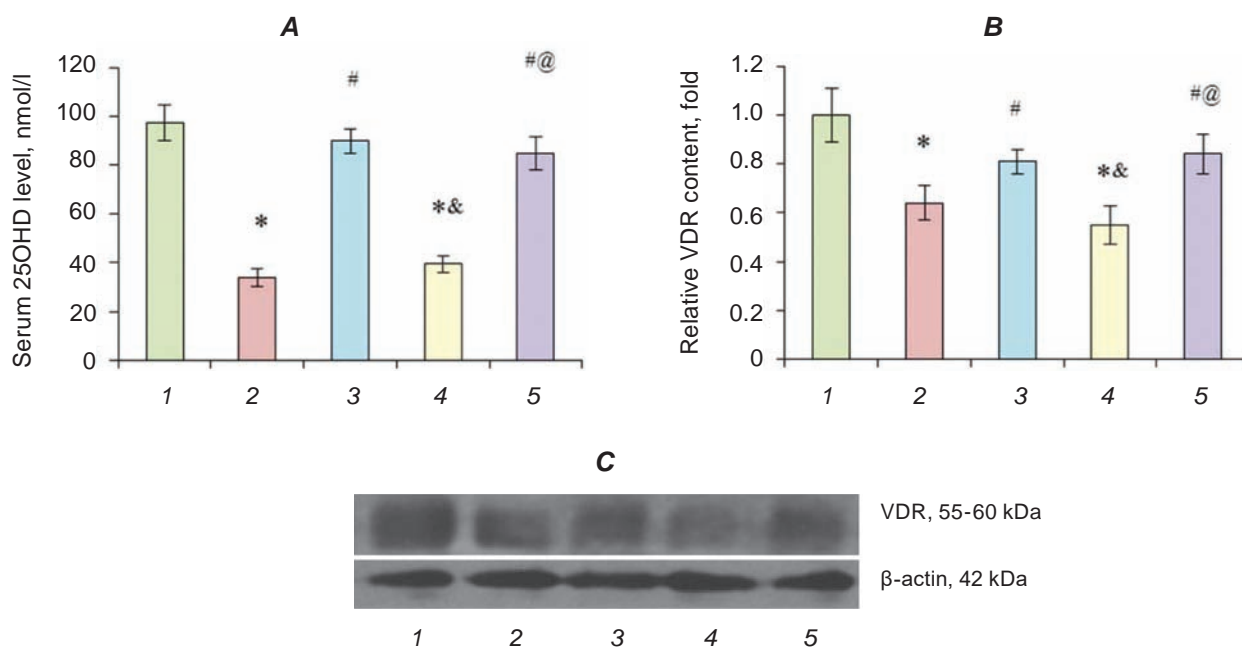 A
Serum 25OHD level, nmol/l
120
100
80
60
40
20
0
*
#
*&
#@
1 2 3 4 5
B
Relative VDR content, fold
1.2
1.0
0.8
0.6
0.4
0.2
0
*
#
*&
#@
1 2 3 4 5
C
VDR, 55-60 kDa
β-actin, 42 kDa
1 2 3 4 5